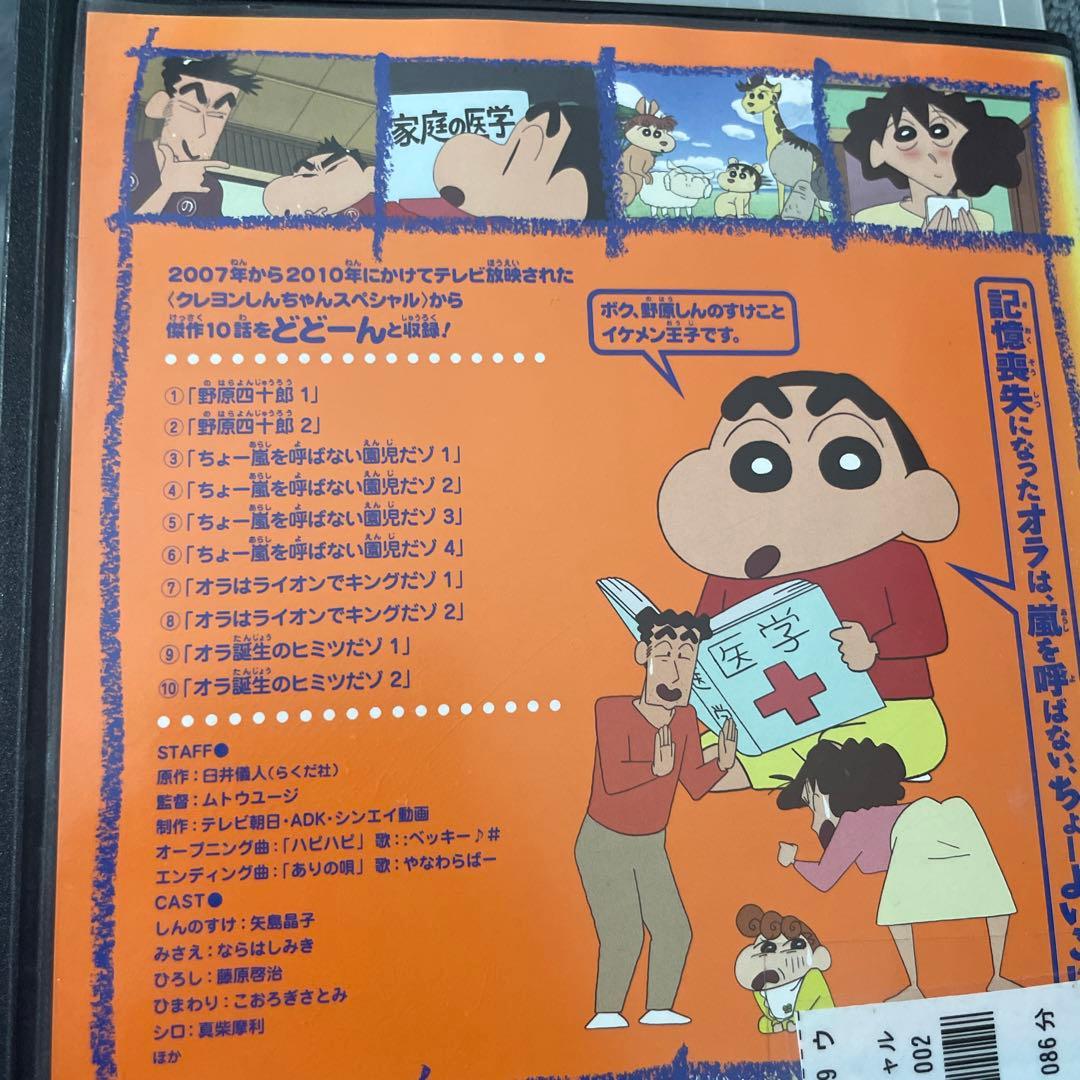 家庭の医学
の
の
2007年から2010年にかけてテレビ放映された
〈クレヨンしんちゃんスペシャル〉から
傑作10話をどどーんと収録!
①「野原四十郎 1」
②「野原四十郎 2」
③「ちょー嵐を呼ばない園児だゾ 1」
④「ちょー嵐を呼ばない園児だゾ 2」
⑤「ちょー嵐を呼ばない園児だゾ 3」
⑥「ちょー嵐を呼ばない園児だゾ 4」
⑦「オラはライオンでキングだゾ 1」
⑧「オラはライオンでキングだゾ 2」
⑨「オラ誕生のヒミツだゾ 1」
⑩「オラ誕生のヒミツだゾ 2」
STAFF●
原作:臼井儀人(らくだ社)
監督:ムトウユージ
制作:テレビ朝日・ADK・シンエイ動画
オープニング曲:「ハピハピ」 歌::ベッキー♪#
エンディング曲:「ありの唄」 歌:やなわらばー
CAST●
しんのすけ:矢島晶子
みさえ:ならはしみき
ひろし:藤原啓治
ひまわり:こおろぎさとみ
シロ:真柴摩利
ほか
ボク、野原しんのすけこと
イケメン王子です。
記憶喪失になったオラは、嵐を呼ばない、ちょーよいこ
医学
医学
ウ
ャル
002
086分